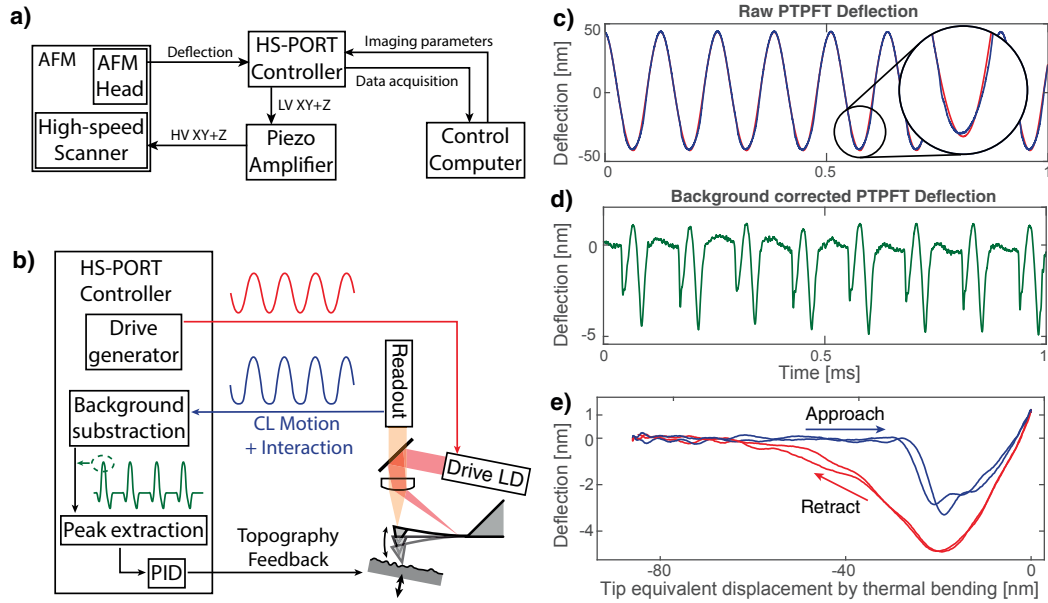 a)
AFM
AFM
Head
High-speed
Scanner
Deflection
HS-PORT
Controller
Imaging parameters
Data acquisition
LV XY+Z
HV XY+Z
Piezo
Amplifier
Control
Computer
b)
HS-PORT
Controller
Drive
generator
Background
substraction
Peak extraction
PID
CL Motion
+ Interaction
Readout
Drive LD
Topography
Feedback
c)
Raw PTPFT Deflection
Deflection [nm]
50
0
-50
0
0.5
1
d)
Background corrected PTPFT Deflection
Deflection [nm]
0
-5
0
0.5
1
Time [ms]
e)
Deflection [nm]
0
-2
-4
Approach
Retract
-80
-40
0
Tip equivalent displacement by thermal bending [nm]